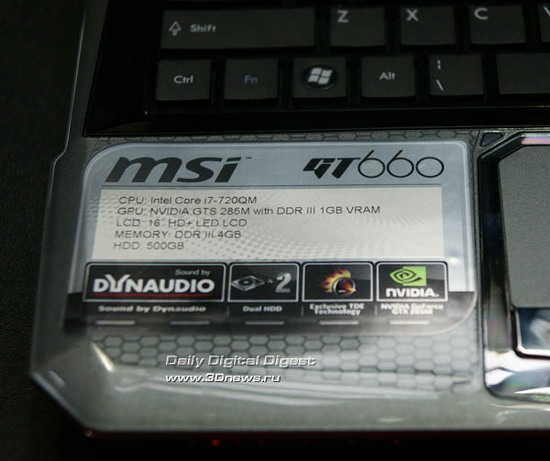 Z X C V
Shift
Ctrl Fn Alt \
msi™ GT660
CPU: Intel Core i7-720QM
GPU: NVIDIA GTS 285M with DDR III 1GB VRAM
LCD: 16" HD+ LED LCD
MEMORY: DDR III 4GB
HDD: 500GB
Sound by
DYNAUDIO
×2
NVIDIA.
Sound by Dynaudio
Dual HDD
Exclusive TDE
Technology
NVIDIA GeForce
GTX 285M
Daily Digital Digest
www.3Dnews.ru